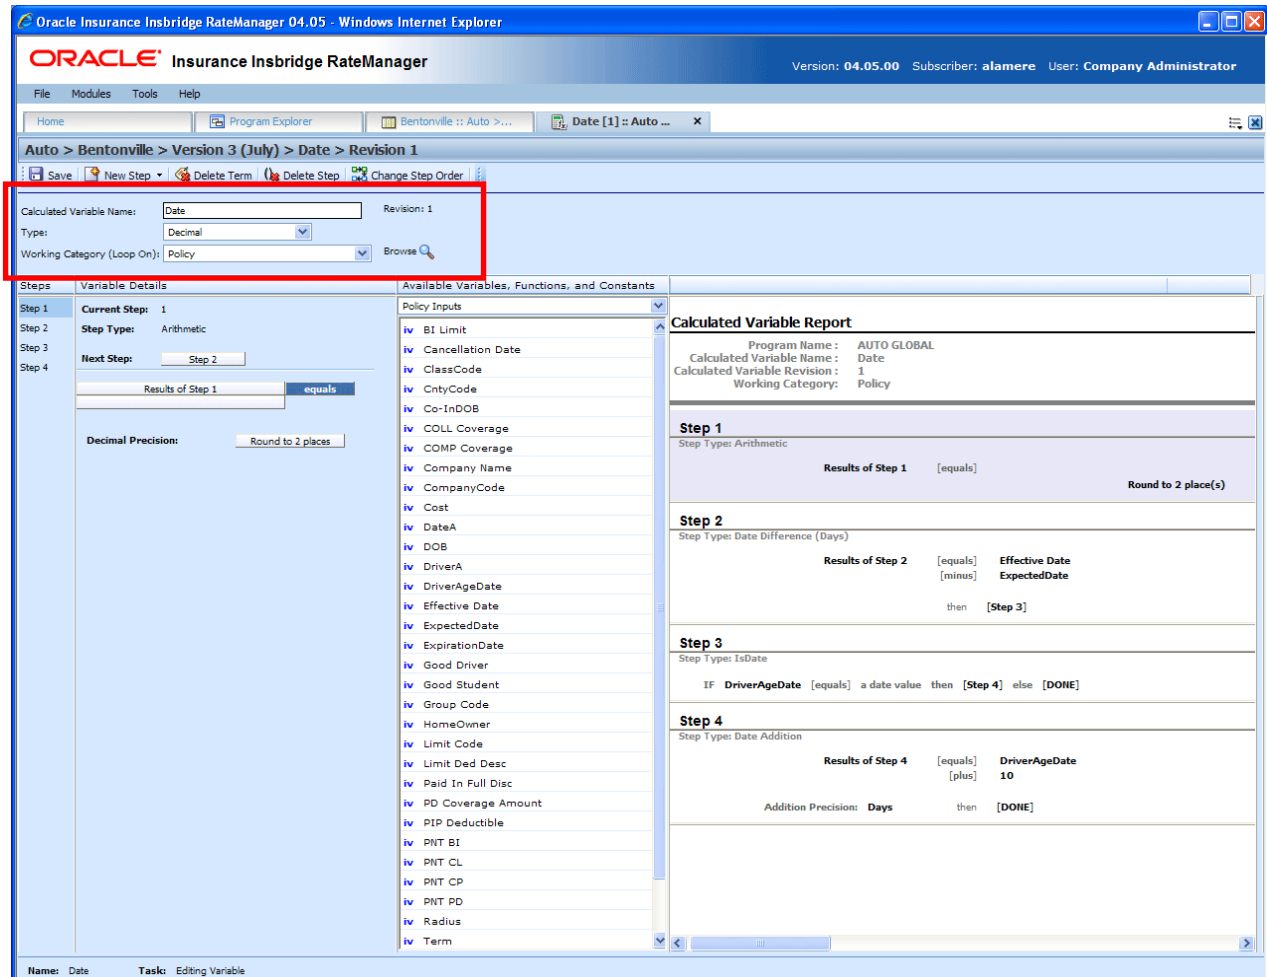 Oracle Insurance Insbridge RateManager 04.05 - Windows Internet Explorer
ORACLE Insurance Insbridge RateManager
Version: 04.05.00 Subscriber: alamere User: Company Administrator
File Modules Tools Help
Home Program Explorer Bentonville :: Auto >... Date [1] :: Auto ... x
Auto > Bentonville > Version 3 (July) > Date > Revision 1
Save New Step Delete Term Delete Step Change Step Order
Calculated Variable Name: Date Revision: 1
Type: Decimal
Working Category (Loop On): Policy Browse
Steps Variable Details Available Variables, Functions, and Constants
Step 1
Step 2
Step 3
Step 4
Current Step: 1
Step Type: Arithmetic
Next Step: Step 2
Results of Step 1 equals
Decimal Precision: Round to 2 places
Policy Inputs
iv BI Limit
iv Cancellation Date
iv ClassCode
iv CntyCode
iv Co-InDOB
iv COLL Coverage
iv COMP Coverage
iv Company Name
iv CompanyCode
iv Cost
iv DateA
iv DOB
iv DriverA
iv DriverAgeDate
iv Effective Date
iv ExpectedDate
iv ExpirationDate
iv Good Driver
iv Good Student
iv Group Code
iv HomeOwner
iv Limit Code
iv Limit Ded Desc
iv Paid In Full Disc
iv PD Coverage Amount
iv PIP Deductible
iv PNT BI
iv PNT CL
iv PNT CP
iv PNT PD
iv Radius
iv Term
Calculated Variable Report
Program Name : AUTO GLOBAL
Calculated Variable Name : Date
Calculated Variable Revision : 1
Working Category: Policy
Step 1
Step Type: Arithmetic
Results of Step 1 [equals]
Round to 2 place(s)
Step 2
Step Type: Date Difference (Days)
Results of Step 2 [equals] Effective Date
[minus] ExpectedDate
then [Step 3]
Step 3
Step Type: IsDate
IF DriverAgeDate [equals] a date value then [Step 4] else [DONE]
Step 4
Step Type: Date Addition
Results of Step 4 [equals] DriverAgeDate
[plus] 10
Addition Precision: Days then [DONE]
Name: Date Task: Editing Variable